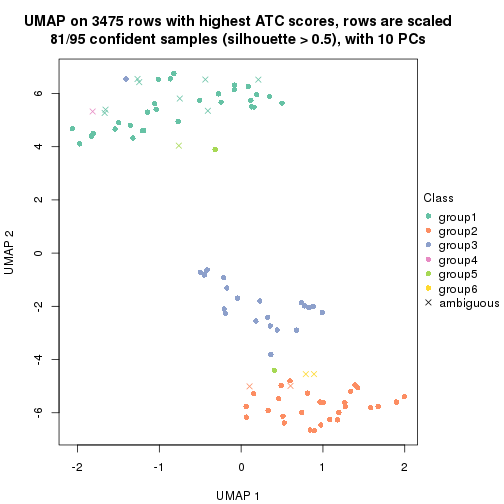 UMAP on 3475 rows with highest ATC scores, rows are scaled
81/95 confident samples (silhouette > 0.5), with 10 PCs
6
4
2
0
-2
-4
-6
UMAP 2
-2
-1
0
1
2
UMAP 1
Class
group1
group2
group3
group4
group5
group6
ambiguous